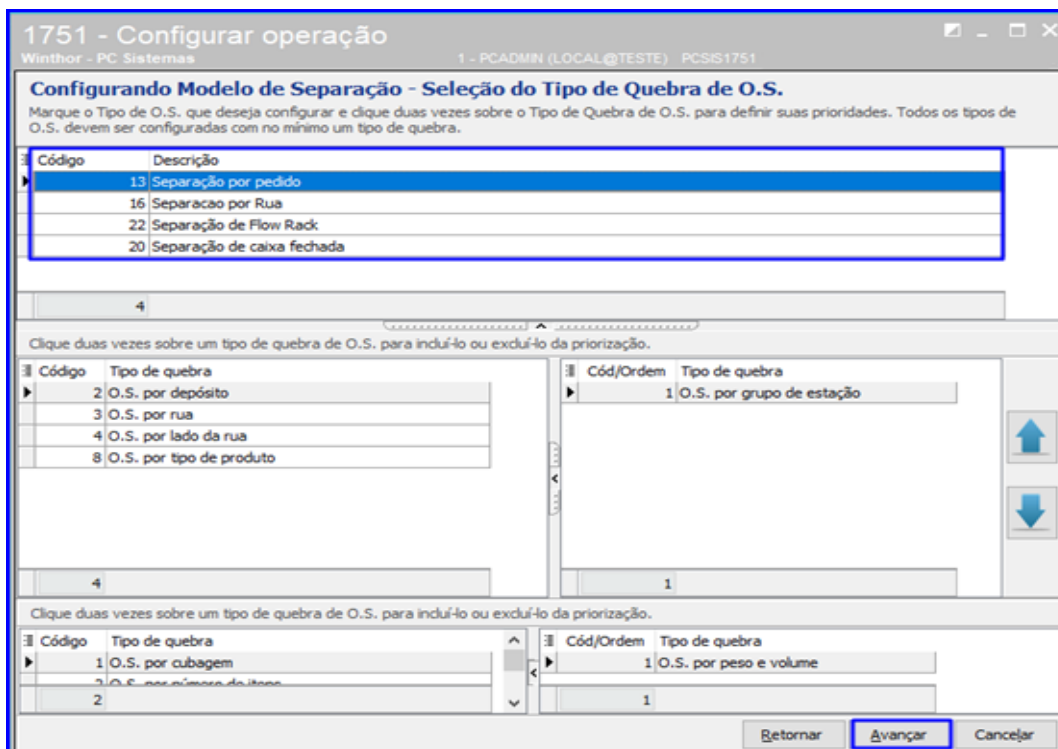 1751 - Configurar operação
Winthor - PC Sistemas 1 - PCADMIN (LOCAL@TESTE) PCSIS1751
Configurando Modelo de Separação - Seleção do Tipo de Quebra de O.S.
Marque o Tipo de O.S. que deseja configurar e clique duas vezes sobre o Tipo de Quebra de O.S. para definir suas prioridades. Todos os tipos de
O.S. devem ser configuradas com no mínimo um tipo de quebra.
Código Descrição
13 Separação por pedido
16 Separacao por Rua
22 Separação de Flow Rack
20 Separação de caixa fechada
4
Clique duas vezes sobre um tipo de quebra de O.S. para incluí-lo ou excluí-lo da priorização.
Código Tipo de quebra
2 O.S. por depósito
3 O.S. por rua
4 O.S. por lado da rua
8 O.S. por tipo de produto
4
Cód/Ordem Tipo de quebra
1 O.S. por grupo de estação
1
Clique duas vezes sobre um tipo de quebra de O.S. para incluí-lo ou excluí-lo da priorização.
Código Tipo de quebra
1 O.S. por cubagem
2 O.S. por número de itens
2
Cód/Ordem Tipo de quebra
1 O.S. por peso e volume
1
Retornar Avançar Cancelar